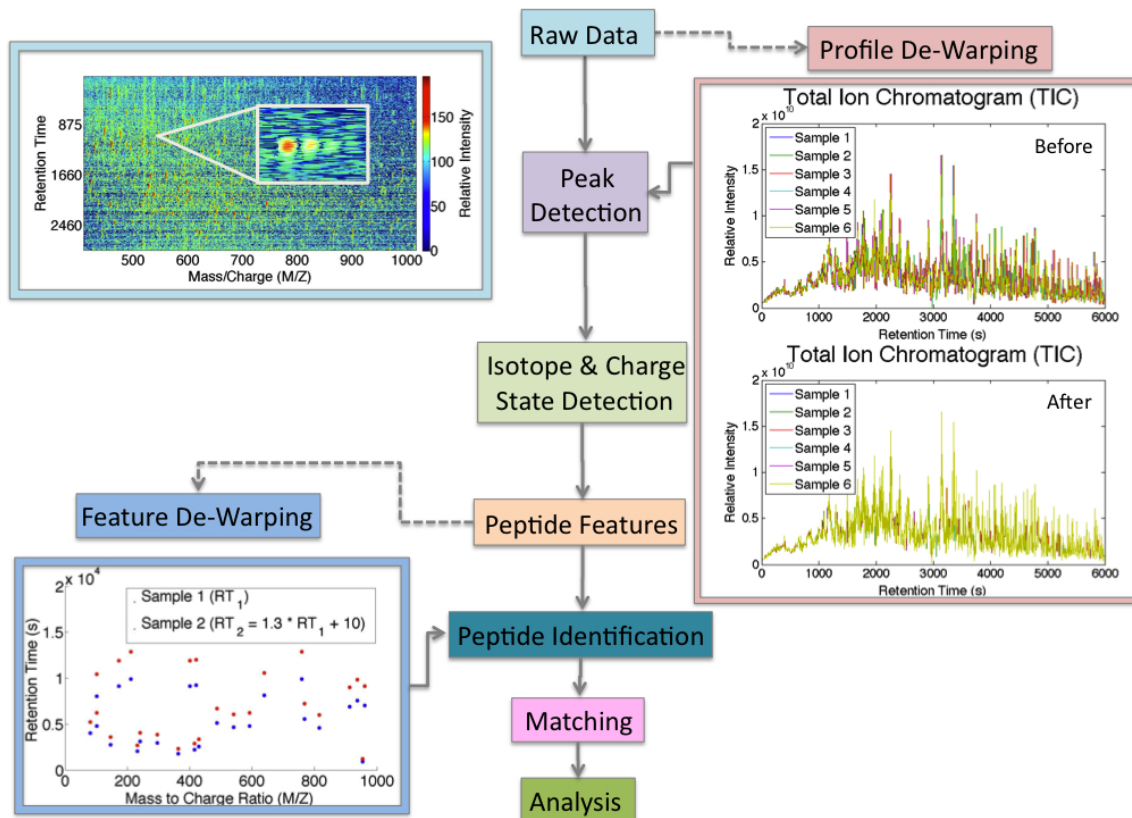 Raw Data
Profile De-Warping
875
1660
2460
Retention Time
500
600
700
800
900
1000
Mass/Charge (M/Z)
150
100
50
0
Relative Intensity
Peak
Detection
Total Ion Chromatogram (TIC)
2 x 10^10
1.5
1
0.5
0
Relative Intensity
Sample 1
Sample 2
Sample 3
Sample 4
Sample 5
Sample 6
Before
0
1000
2000
3000
4000
5000
6000
Retention Time (s)
Total Ion Chromatogram (TIC)
2 x 10^10
1.5
1
0.5
0
Relative Intensity
Sample 1
Sample 2
Sample 3
Sample 4
Sample 5
Sample 6
After
0
1000
2000
3000
4000
5000
6000
Retention Time (s)
Isotope & Charge
State Detection
Feature De-Warping
Peptide Features
2 x 10^4
1.5
1
0.5
0
Retention Time (s)
Sample 1 (RT_1)
Sample 2 (RT_2 = 1.3 * RT_1 + 10)
0
200
400
600
800
1000
Mass to Charge Ratio (M/Z)
Peptide Identification
Matching
Analysis